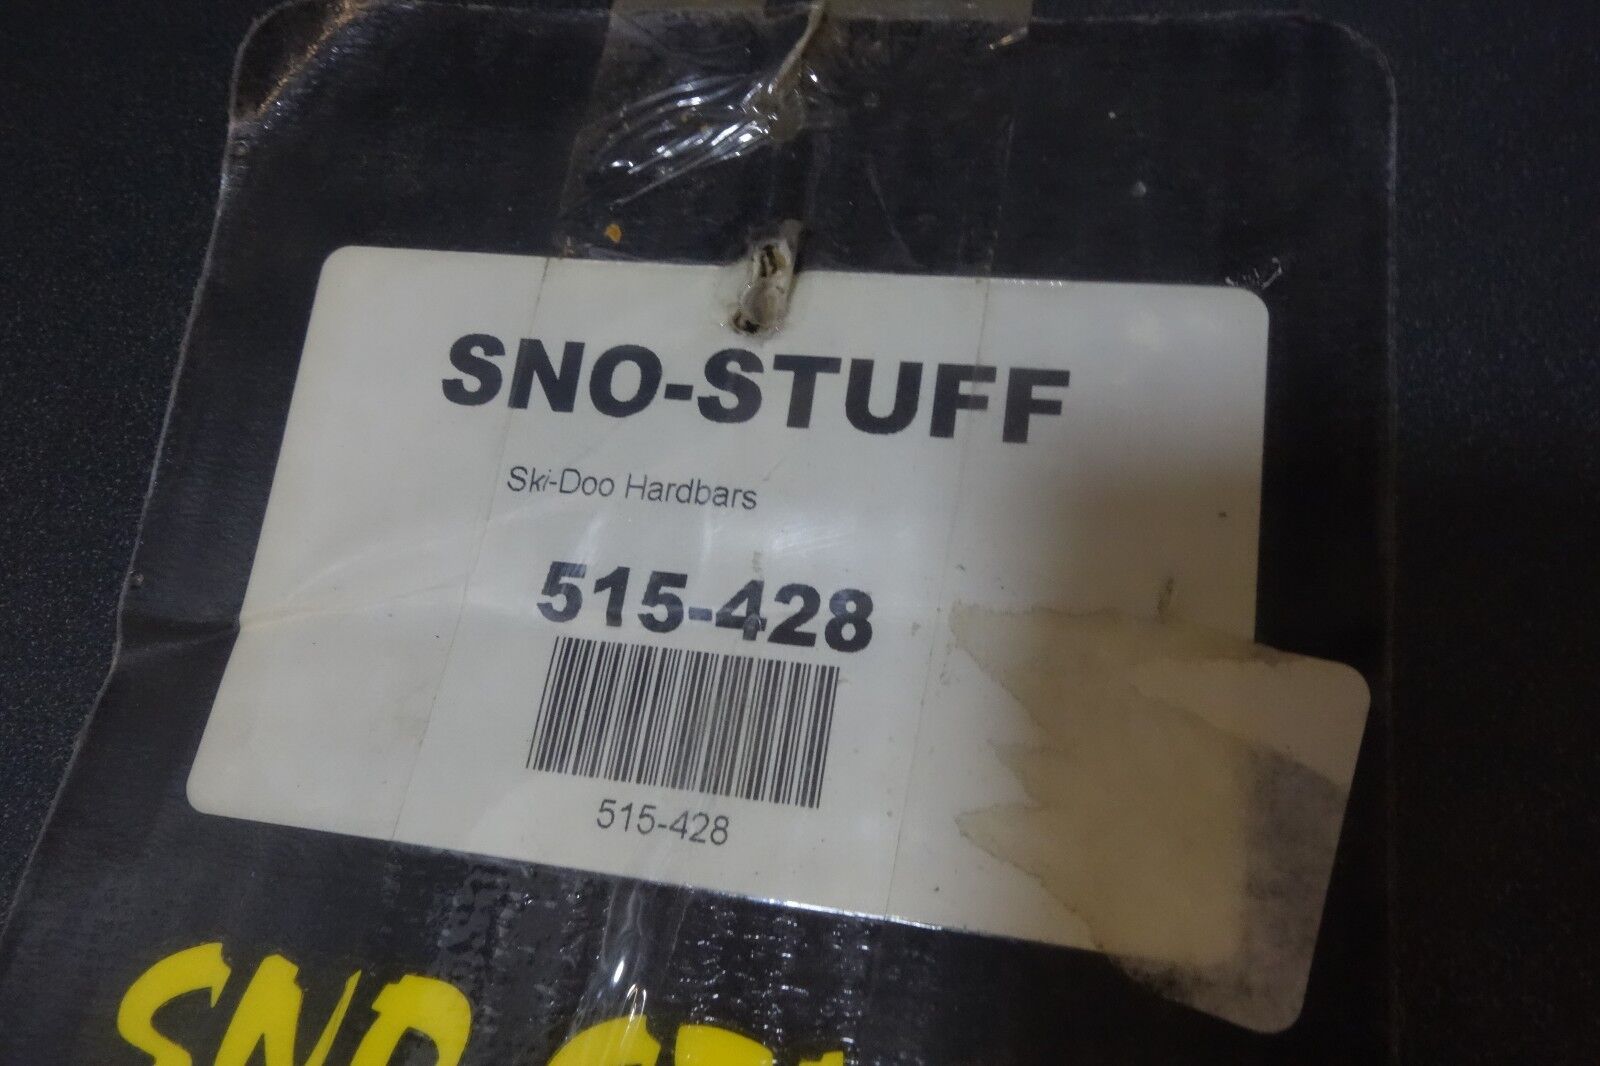 SNO-STUFF
Ski-Doo Hardbars
515-428
515-428